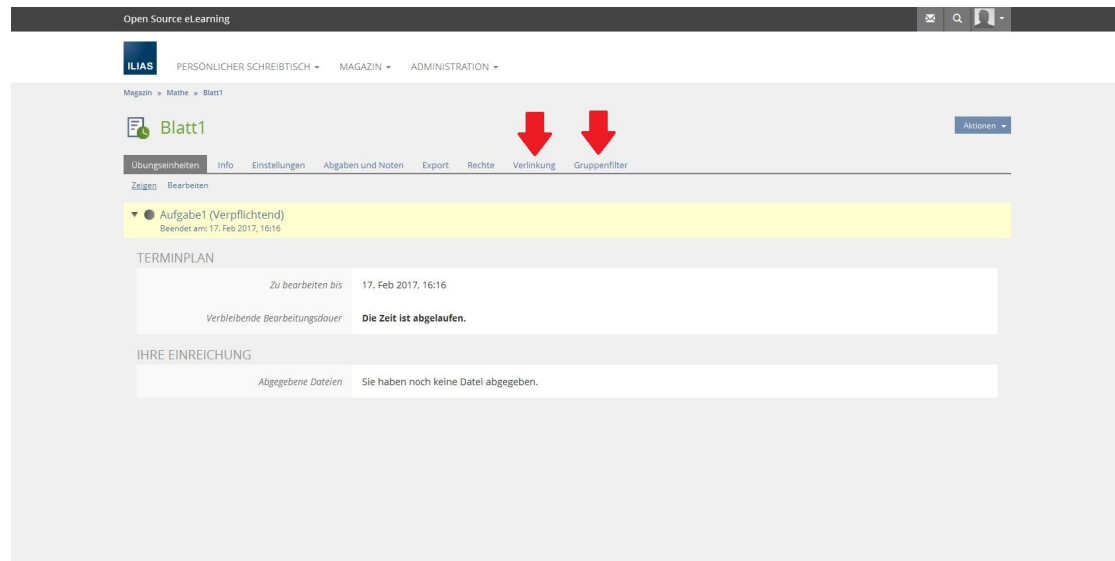 Open Source eLearning
ILIAS PERSÖNLICHER SCHREIBTISCH MAGAZIN ADMINISTRATION
Magazin » Mathe » Blatt1
Blatt1 Aktionen
Übungseinheiten Info Einstellungen Abgaben und Noten Export Rechte Verlinkung Gruppenfilter
Zeigen Bearbeiten
Aufgabe1 (Verpflichtend)
Beendet am: 17. Feb 2017, 16:16
TERMINPLAN
Zu bearbeiten bis 17. Feb 2017, 16:16
Verbleibende Bearbeitungsdauer Die Zeit ist abgelaufen.
IHRE EINREICHUNG
Abgegebene Dateien Sie haben noch keine Datei abgegeben.